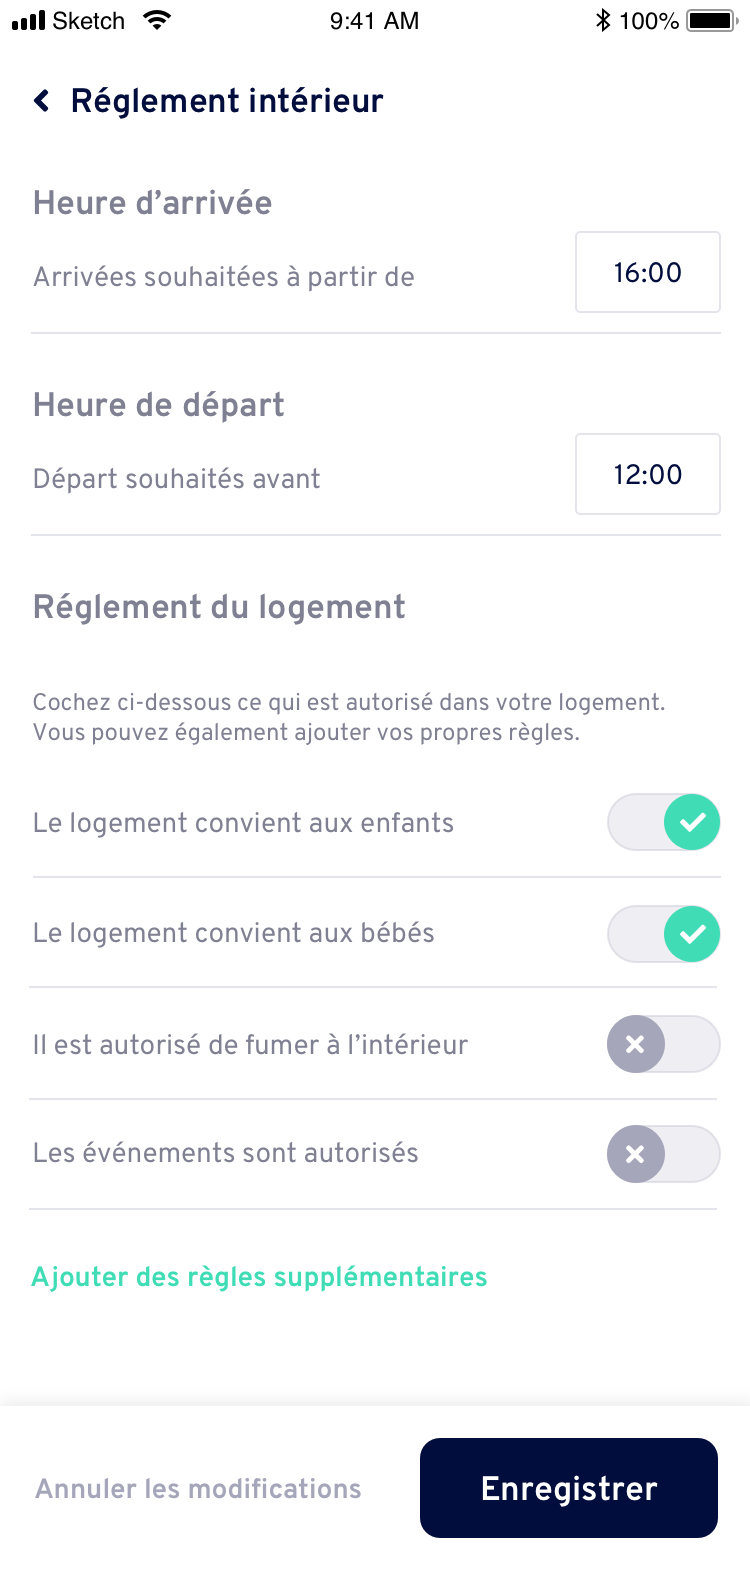 Sketch 9:41 AM 100%
Réglement intérieur
Heure d’arrivée
Arrivées souhaitées à partir de 16:00
Heure de départ
Départ souhaités avant 12:00
Réglement du logement
Cochez ci-dessous ce qui est autorisé dans votre logement.
Vous pouvez également ajouter vos propres règles.
Le logement convient aux enfants
Le logement convient aux bébés
Il est autorisé de fumer à l’intérieur
Les événements sont autorisés
Ajouter des règles supplémentaires
Annuler les modifications Enregistrer